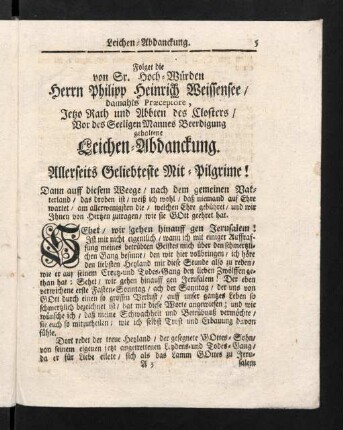 Leichen-Abdanckung. 5
Folget die
von Sr. Hoch-Würden
Herrn Philipp Heinrich Weissensee /
damahls Præceptore,
Jetzo Rath und Abbten des Closters /
Vor des Seeligen Mannes Beerdigung
gehaltene
Leichen-Abdanckung.
Allerseits Geliebteste Mit-Pilgrime!
Dann auff diesem Weege / nach dem gemeinen Vat-
terland / das droben ist / weiß ich wohl / daß niemand auf Ehre
wartet / am allerwenigsten die / welchen Ehre gebühret / und wir
Ihnen von Hertzen zutragen / wie sie GOtt geehret hat.
SEhet / wir gehen hinauff gen Jerusalem!
Ist mit nicht eigentlich / wann ich mit einiger Auffras-
sung meines betrübten Geistes mich über den schmertzli-
chen Gang besinne / den wir hier vollbringen / ich höre
den liebsten Heyland mir diese Stunde also zu reden /
wie er auf seinem Creutz- und Todes-Gang den lieben Zwölffen ge-
than hat: Sehet / wir gehen hinauff gen Jerusalem! Der eben
verwichene erste Fasten-Sonntag / ach der Sonntag / der uns von
GOtt durch einen so grossen Verlust / auff unser gantzes Leben so
schmertzlich bezeichnet ist / hat mir diese Worte angewiesen; und wie
wünsche ich / daß meine Schwachheit und Betrübnuß vermöchte /
sie euch so mitzutheilen / wie ich selbst Trost und Erbauung davon
fühle.
Dort redet der treue Heyland / der gesegnete GOttes-Sohn /
von seinem eigenen jetzt angetrettenen Leydens- und Todes-Gang /
da er für Liebe eilete / sich als das Lamm GOttes zu Jeru-
A 3 salem